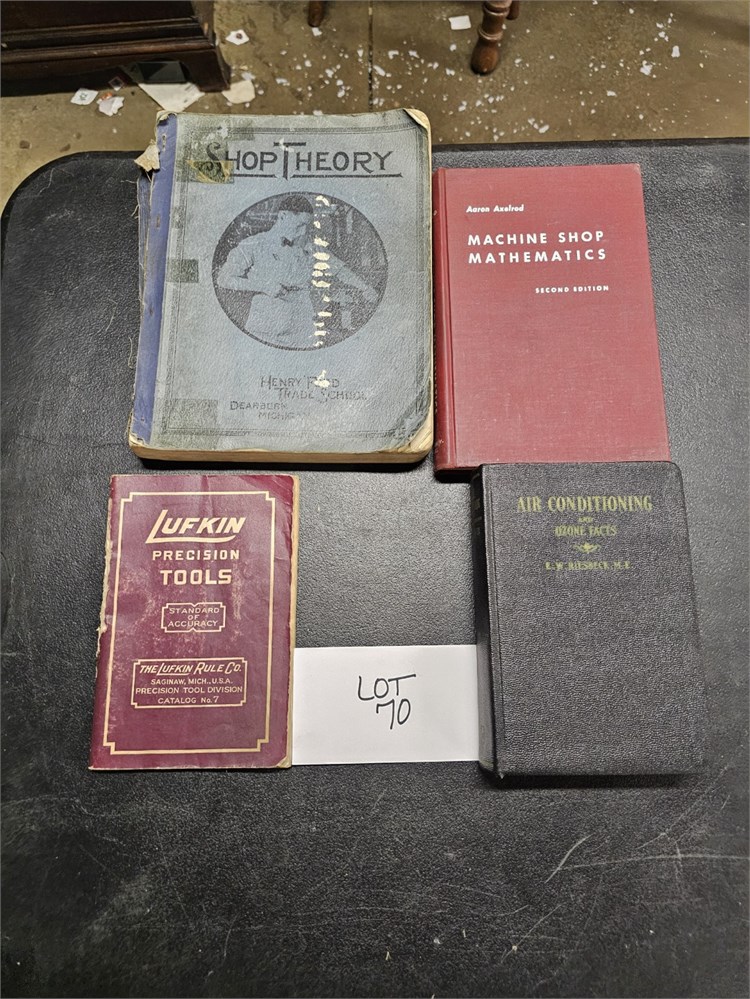 SHOP THEORY
HENRY FORD
TRADE SCHOOL
DEARBORN
MICHIGAN
Aaron Axelrod
MACHINE SHOP
MATHEMATICS
SECOND EDITION
LUFKIN
PRECISION
TOOLS
STANDARD
OF
ACCURACY
THE LUFKIN RULE CO.
SAGINAW, MICH., U.S.A.
PRECISION TOOL DIVISION
CATALOG No. 7
AIR CONDITIONING
AND
OZONE FACTS
E. W. RIESBECK, M. E.
LOT
70